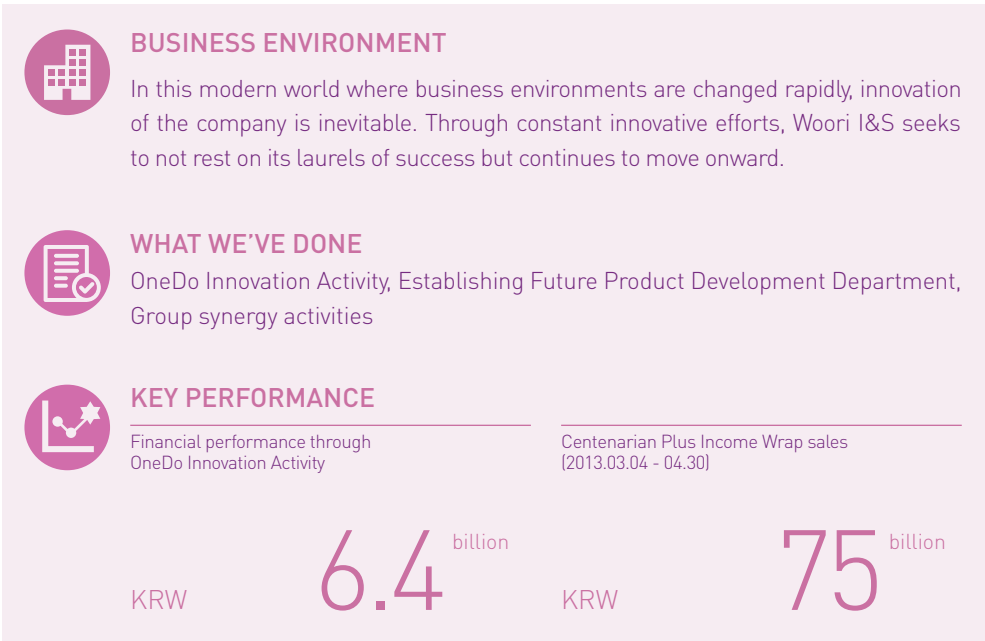 BUSINESS ENVIRONMENT
In this modern world where business environments are changed rapidly, innovation
of the company is inevitable. Through constant innovative efforts, Woori I&S seeks
to not rest on its laurels of success but continues to move onward.
WHAT WE'VE DONE
OneDo Innovation Activity, Establishing Future Product Development Department,
Group synergy activities
KEY PERFORMANCE
Financial performance through
OneDo Innovation Activity
KRW 6.4 billion
Centenarian Plus Income Wrap sales
(2013.03.04 - 04.30)
KRW 75 billion